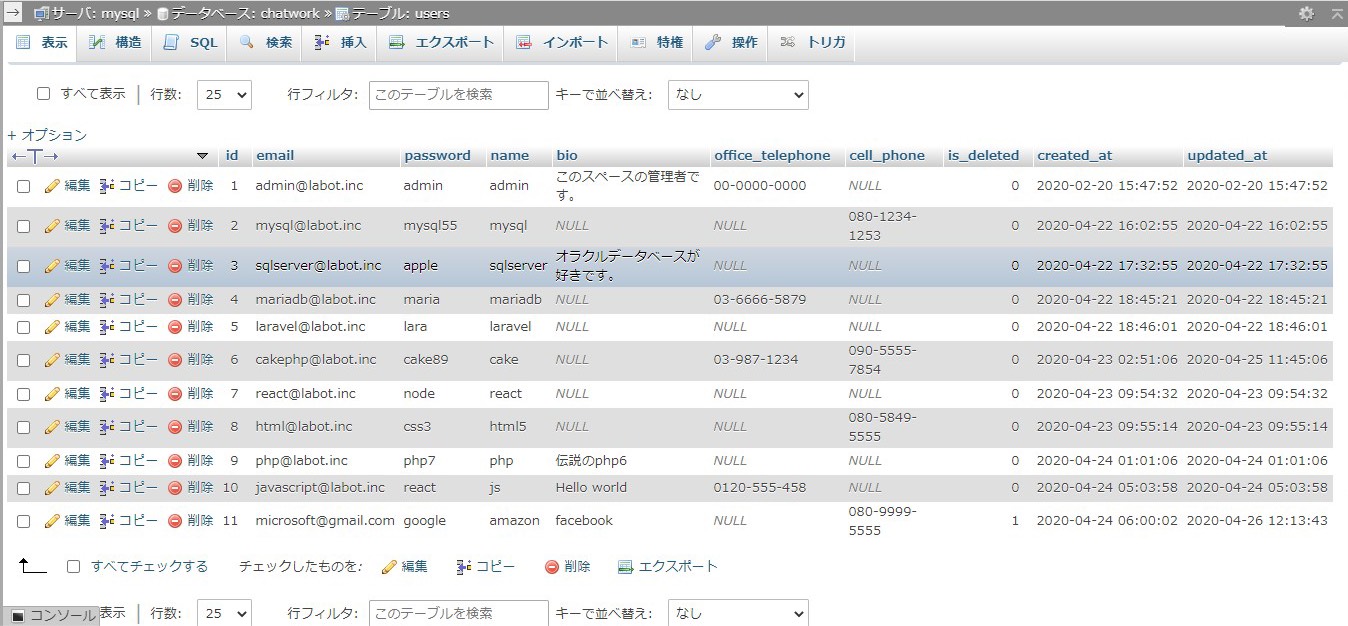 サーバ: mysql » データベース: chatwork » テーブル: users
表示 構造 SQL 検索 挿入 エクスポート インポート 特権 操作 トリガ
すべて表示 行数: 25 行フィルタ: このテーブルを検索 キーで並べ替え: なし
+ オプション
←T→ id email password name bio office_telephone cell_phone is_deleted created_at updated_at
編集 コピー 削除 1 admin@labot.inc admin admin このスペースの管理者で 00-0000-0000 NULL 0 2020-02-20 15:47:52 2020-02-20 15:47:52
す。
編集 コピー 削除 2 mysql@labot.inc mysql55 mysql NULL NULL 080-1234- 0 2020-04-22 16:02:55 2020-04-22 16:02:55
1253
編集 コピー 削除 3 sqlserver@labot.inc apple sqlserver オラクルデータベースが NULL NULL 0 2020-04-22 17:32:55 2020-04-22 17:32:55
好きです。
編集 コピー 削除 4 mariadb@labot.inc maria mariadb NULL 03-6666-5879 NULL 0 2020-04-22 18:45:21 2020-04-22 18:45:21
編集 コピー 削除 5 laravel@labot.inc lara laravel NULL NULL NULL 0 2020-04-22 18:46:01 2020-04-22 18:46:01
編集 コピー 削除 6 cakephp@labot.inc cake89 cake NULL 03-987-1234 090-5555- 0 2020-04-23 02:51:06 2020-04-25 11:45:06
7854
編集 コピー 削除 7 react@labot.inc node react NULL NULL NULL 0 2020-04-23 09:54:32 2020-04-23 09:54:32
編集 コピー 削除 8 html@labot.inc css3 html5 NULL NULL 080-5849- 0 2020-04-23 09:55:14 2020-04-23 09:55:14
5555
編集 コピー 削除 9 php@labot.inc php7 php 伝説のphp6 NULL NULL 0 2020-04-24 01:01:06 2020-04-24 01:01:06
編集 コピー 削除 10 javascript@labot.inc react js Hello world 0120-555-458 NULL 0 2020-04-24 05:03:58 2020-04-24 05:03:58
編集 コピー 削除 11 microsoft@gmail.com google amazon facebook NULL 080-9999- 1 2020-04-24 06:00:02 2020-04-26 12:13:43
5555
すべてチェックする チェックしたものを: 編集 コピー 削除 エクスポート
コンソール 表示 行数: 25 行フィルタ: このテーブルを検索 キーで並べ替え: なし